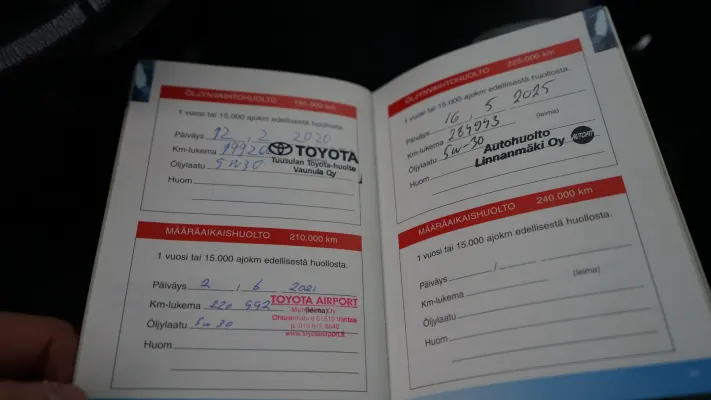 ÖLJYNVAIHTOHUOLTO 195.000 km
1 vuosi tai 15.000 ajokm edellisestä huollosta.
Päiväys 12 . 2 2020
Km-lukema 19920
TOYOTA
Tuusulan Toyota-huolto
Vaunula Oy
Öljylaatu 5W30
Huom
MÄÄRÄAIKAISHUOLTO 210.000 km
1 vuosi tai 15.000 ajokm edellisestä huollosta.
Päiväys 2 . 6 2021
Km-lukema 220 992
TOYOTA AIRPORT
(leima) Oy
Öljylaatu 5W30
Huom
ÖLJYNVAIHTOHUOLTO 225.000 km
1 vuosi tai 15.000 ajokm edellisestä huollosta.
Päiväys 16 . 5 2025
Km-lukema 284993
Öljylaatu 5W-30
Autohuolto
Linnanmäki Oy
Huom
MÄÄRÄAIKAISHUOLTO 240.000 km
1 vuosi tai 15.000 ajokm edellisestä huollosta.
Päiväys
Km-lukema (leima)
Öljylaatu
Huom